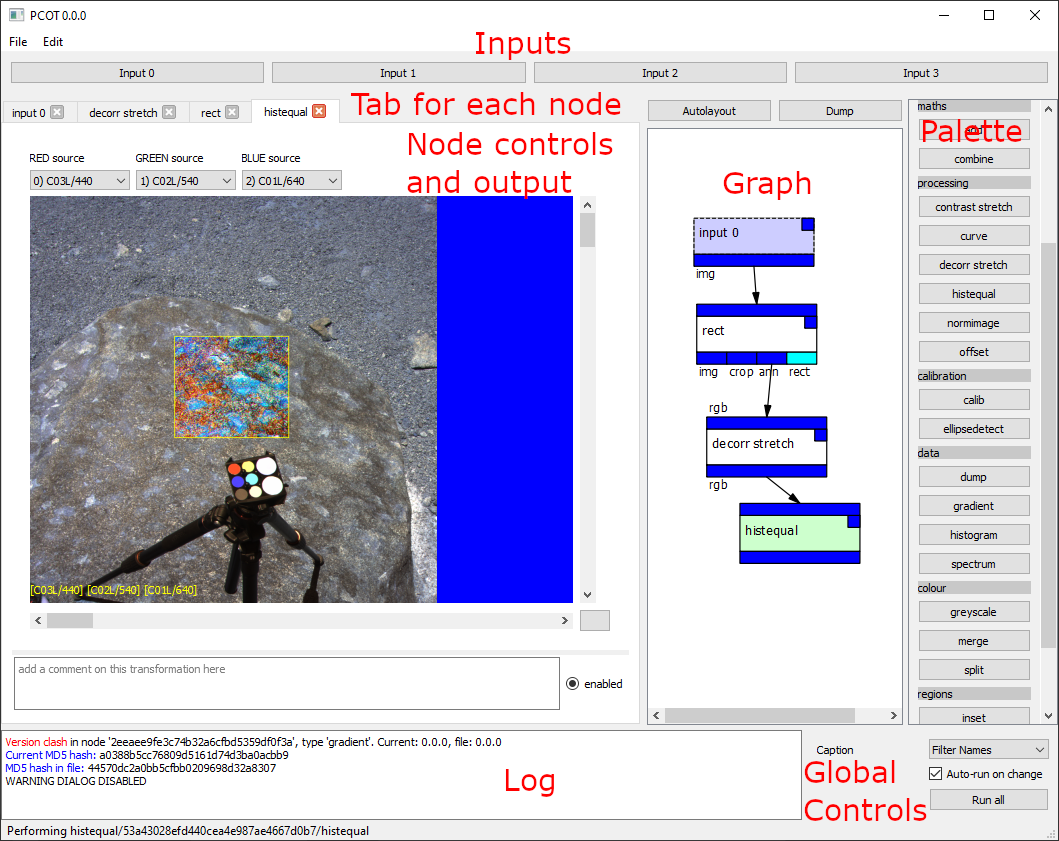 PCOT 0.0.0
File Edit
Inputs
Input 0 Input 1 Input 2 Input 3
input 0 decorr stretch rect histequal
Tab for each node
Node controls
and output
RED source GREEN source BLUE source
0) C03L/440 1) C02L/540 2) C01L/640
[C03L/440] [C02L/540] [C01L/640]
add a comment on this transformation here
enabled
Autolayout Dump
Graph
input 0
img
rect
img crop ann rect
rgb
decorr stretch
rgb
histequal
Palette
maths
combine
processing
contrast stretch
curve
decorr stretch
histequal
normimage
offset
calibration
calib
ellipsedetect
data
dump
gradient
histogram
spectrum
colour
greyscale
merge
split
regions
inset
Version clash in node '2eeaee9fe3c74b32a6cfbd5359df0f3a', type 'gradient'. Current: 0.0.0, file: 0.0.0
Current MD5 hash: a0388b5cc76809d5161d74d3ba0acbb9
MD5 hash in file: 44570dc2a0bb5cfbb0209698d32a8307
WARNING DIALOG DISABLED
Log
Caption
Filter Names
Global
Controls
Auto-run on change
Run all
Performing histequal/53a43028efd440cea4e987ae4667d0b7/histequal